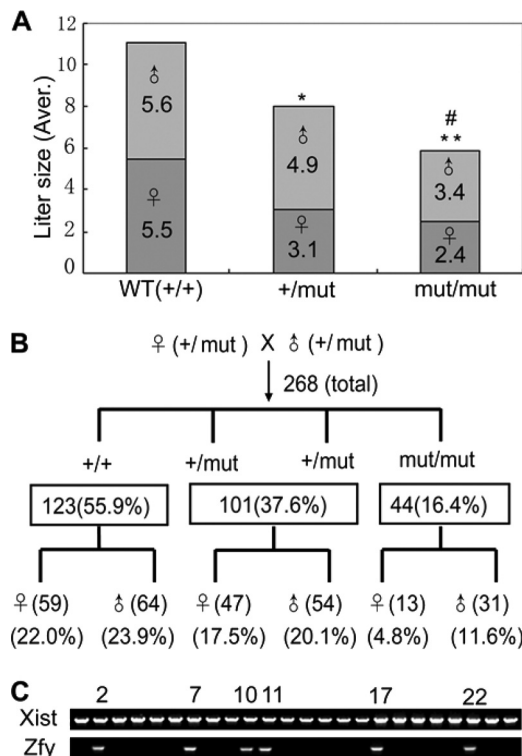 A
Liter size (Aver.)
12
10
8
6
4
2
0
♂
5.6
♀
5.5
*
♂
4.9
♀
3.1
#
**
♂
3.4
♀
2.4
WT(+/+) +/mut mut/mut
B
♀ (+/mut) X ♂ (+/mut)
268 (total)
+/+ +/mut +/mut mut/mut
123(55.9%) 101(37.6%) 44(16.4%)
♀(59) ♂(64) ♀(47) ♂(54) ♀(13) ♂(31)
(22.0%) (23.9%) (17.5%) (20.1%) (4.8%) (11.6%)
C
2 7 10 11 17 22
Xist
Zfy